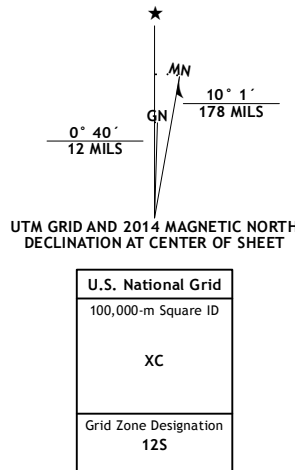 MN
GN
10° 1´
178 MILS
0° 40´
12 MILS
UTM GRID AND 2014 MAGNETIC NORTH
DECLINATION AT CENTER OF SHEET
U.S. National Grid
100,000-m Square ID
XC
Grid Zone Designation
12S